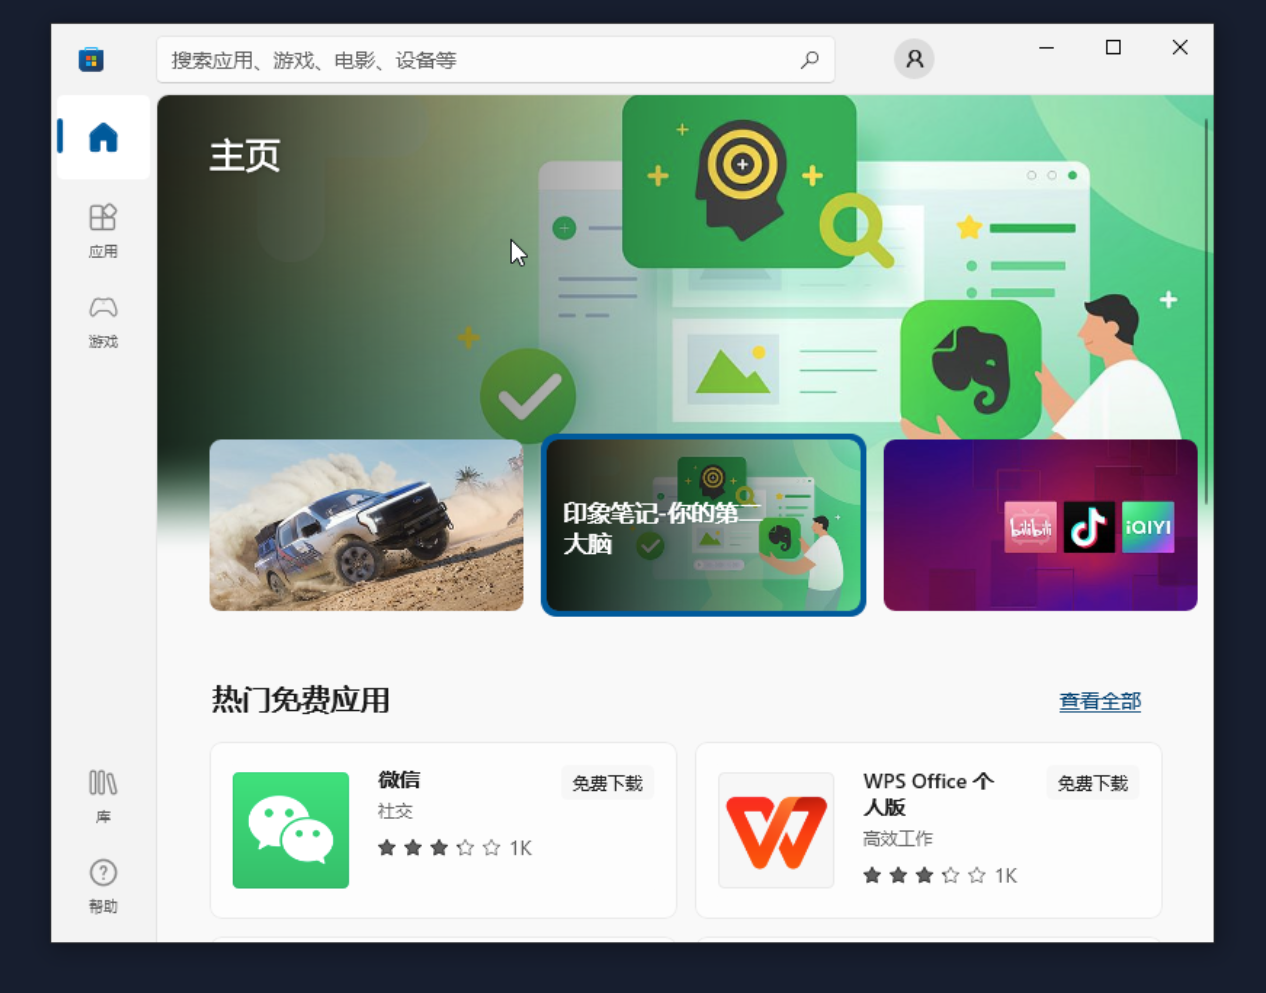 搜索应用、游戏、电影、设备等
主页
应用
游戏
印象笔记-你的第二
大脑
bilibili
iQIYI
热门免费应用
查看全部
微信
免费下载
社交
1K
WPS Office 个
人版
免费下载
高效工作
1K
库
帮助